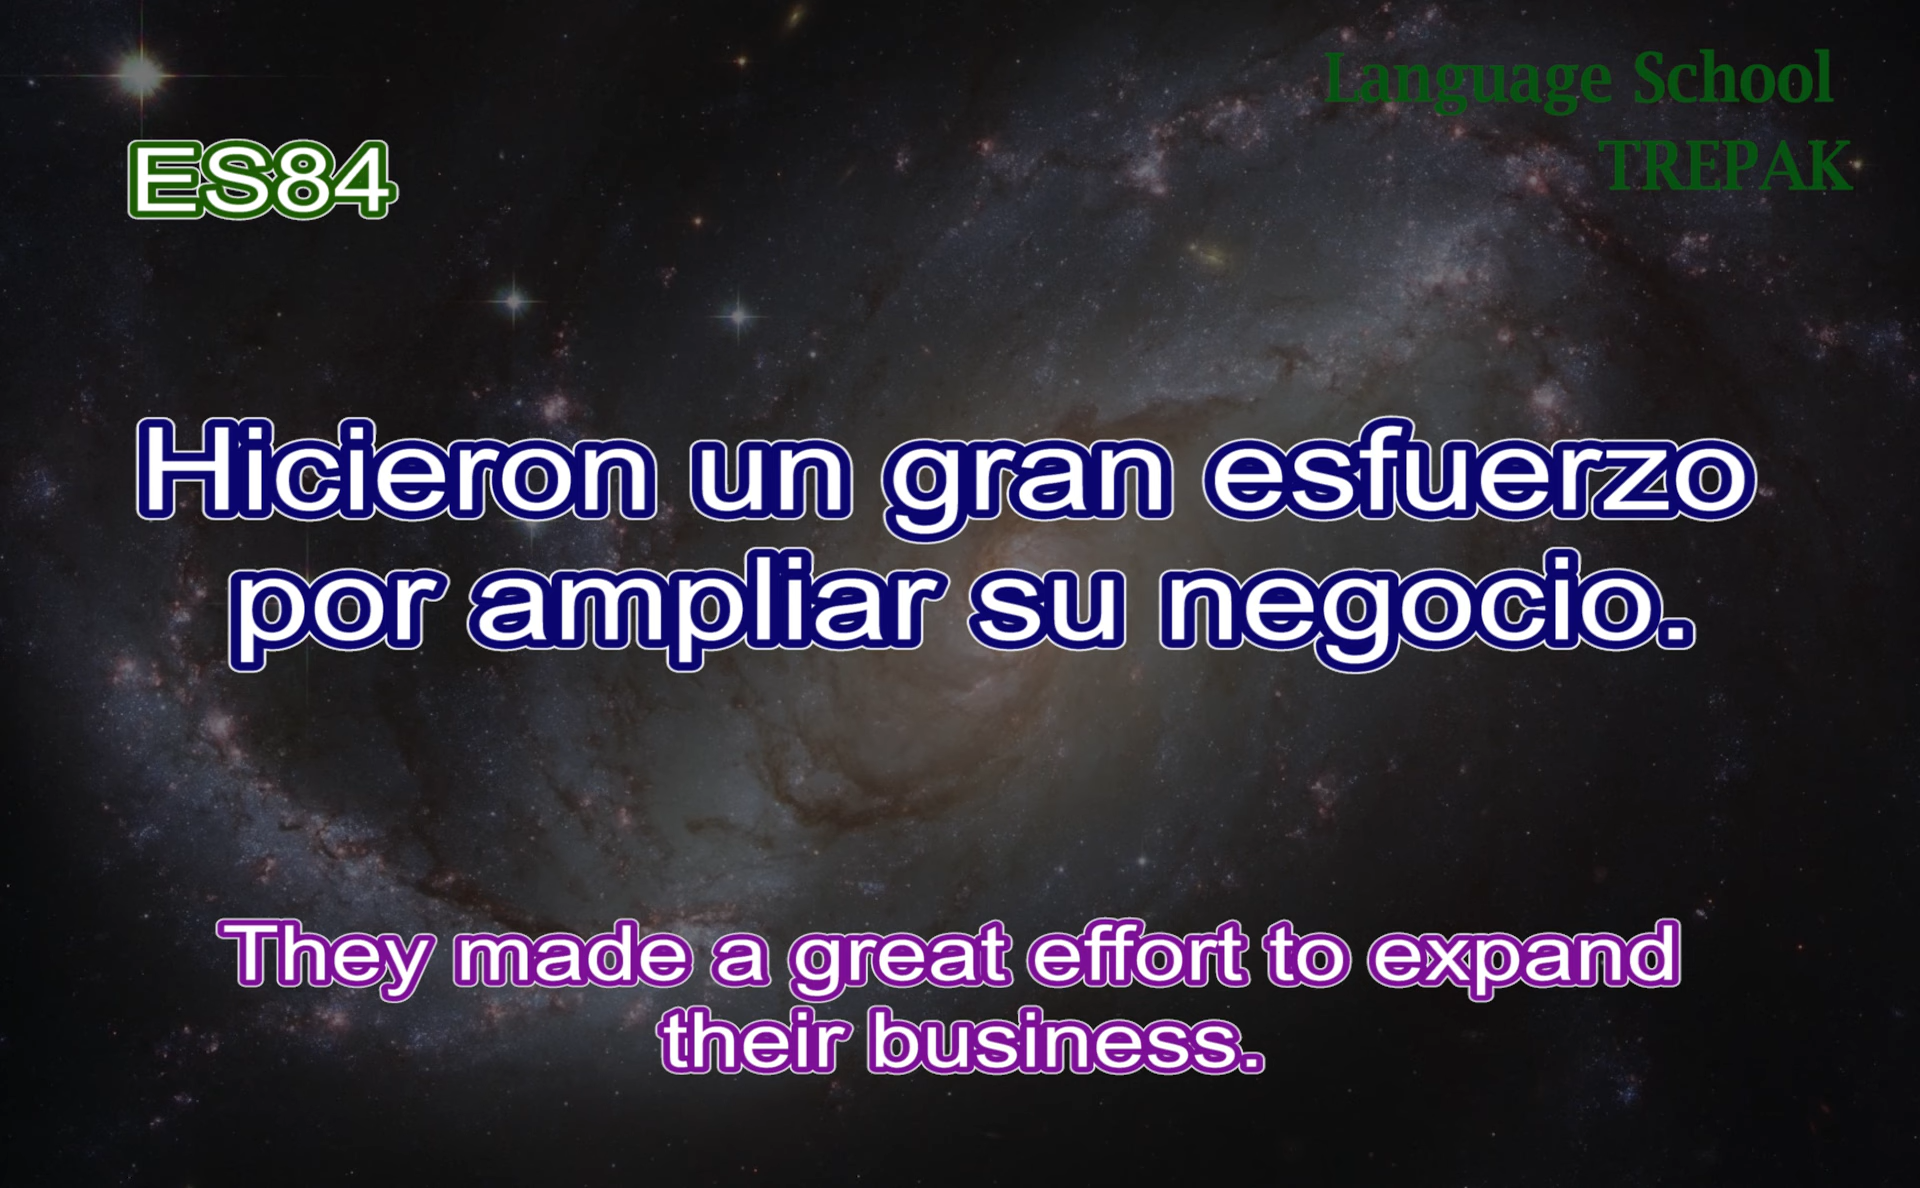 Language School
TREPAK
ES84
Hicieron un gran esfuerzo
por ampliar su negocio.
They made a great effort to expand
their business.